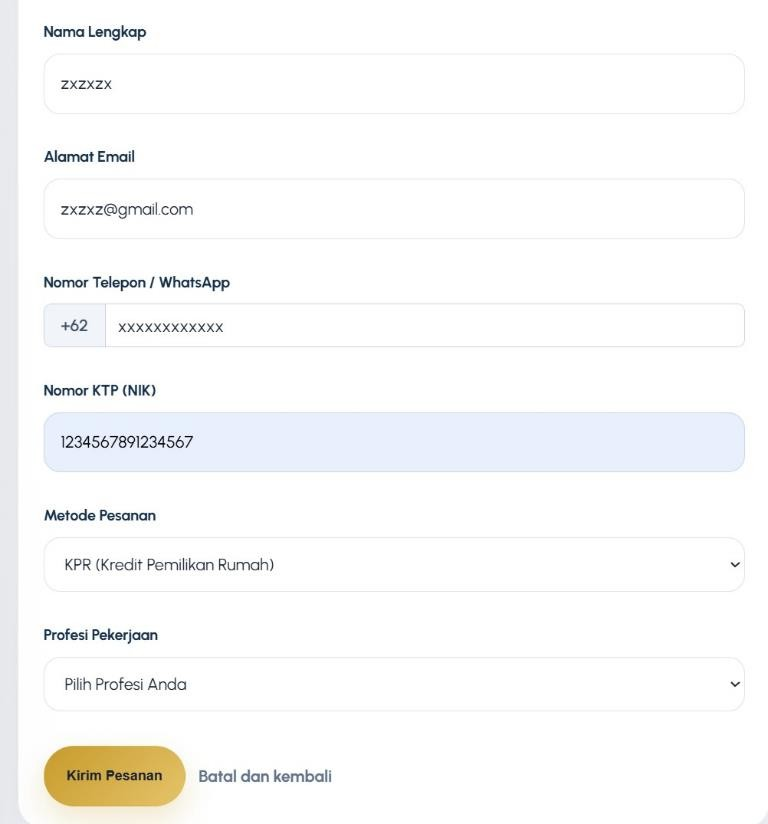 Nama Lengkap
zxzxzx
Alamat Email
zxzxz@gmail.com
Nomor Telepon / WhatsApp
+62 xxxxxxxxxxxx
Nomor KTP (NIK)
1234567891234567
Metode Pesanan
KPR (Kredit Pemilikan Rumah)
Profesi Pekerjaan
Pilih Profesi Anda
Kirim Pesanan Batal dan kembali